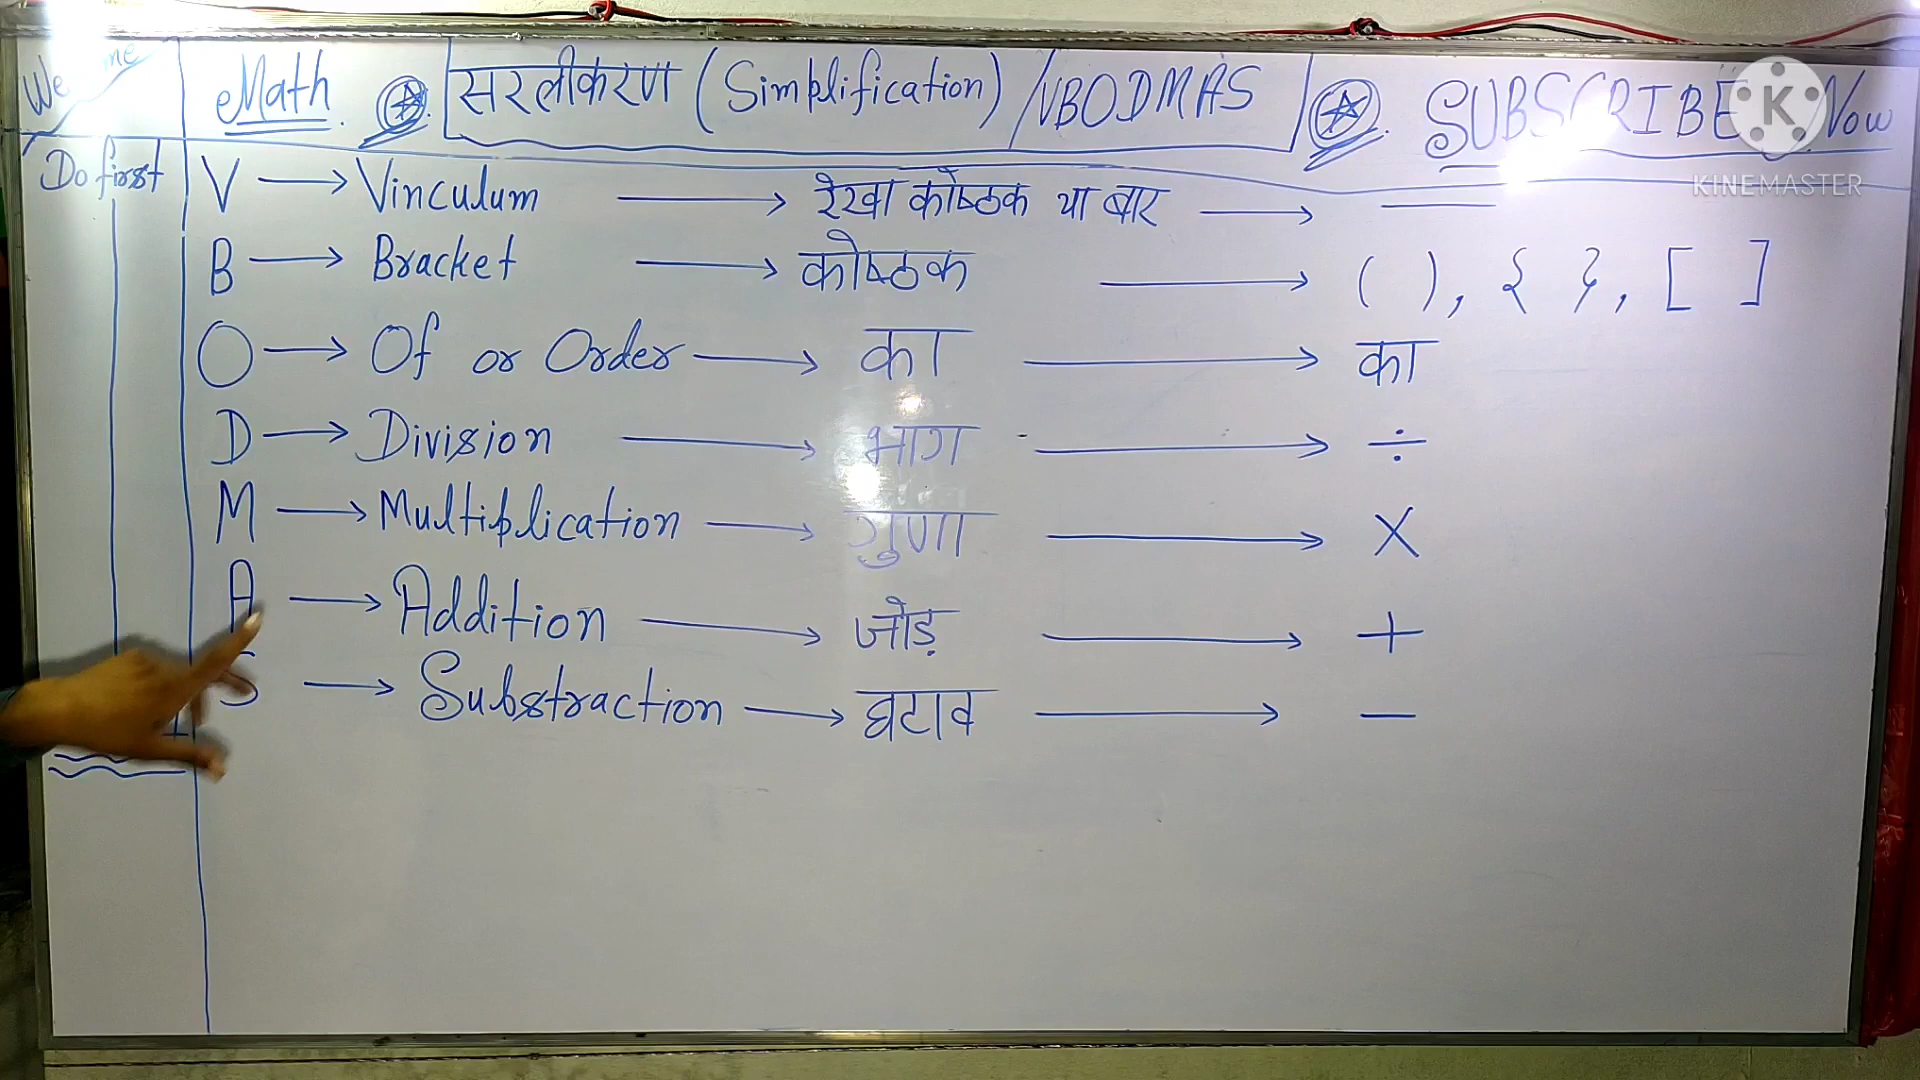 Math सरलीकरण (Simplification) / VBODMAS SUBSCRIBE Now
KINEMASTER
Do first
V → Vinculum → रेखा कोष्ठक या बार →
B → Bracket → कोष्ठक → ( ), { }, [ ]
O → Of or Order → का → का
D → Division → भाग → ÷
M → Multiplication → गुणा → ×
A → Addition → जोड़ → +
S → Substraction → घटाव → −